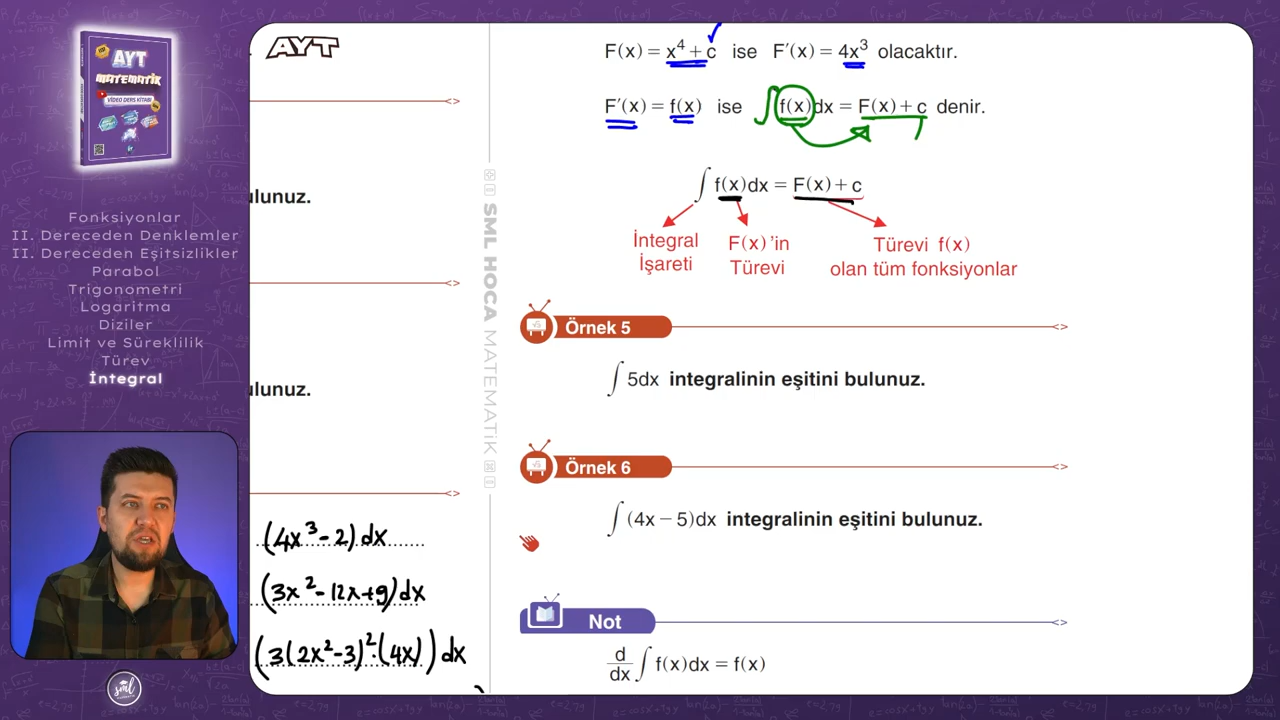 AYT
MATEMATİK
VİDEO DERS KİTABI
Fonksiyonlar
II. Dereceden Denklemler
II. Dereceden Eşitsizlikler
Parabol
Trigonometri
Logaritma
Diziler
Limit ve Süreklilik
Türev
İntegral
sml
AYT
ulunuz.
ulunuz.
(4x³ - 2) dx
(3x² - 12x + 9) dx
(3(2x² - 3)² · (4x)) dx
SML HOCA MATEMATİK
F(x) = x⁴ + c ise F'(x) = 4x³ olacaktır.
F'(x) = f(x) ise ∫ f(x)dx = F(x) + c denir.
∫ f(x)dx = F(x) + c
İntegral İşareti
F(x)'in Türevi
Türevi f(x) olan tüm fonksiyonlar
Örnek 5
∫ 5dx integralinin eşitini bulunuz.
Örnek 6
∫ (4x – 5)dx integralinin eşitini bulunuz.
Not
d/dx ∫ f(x)dx = f(x)